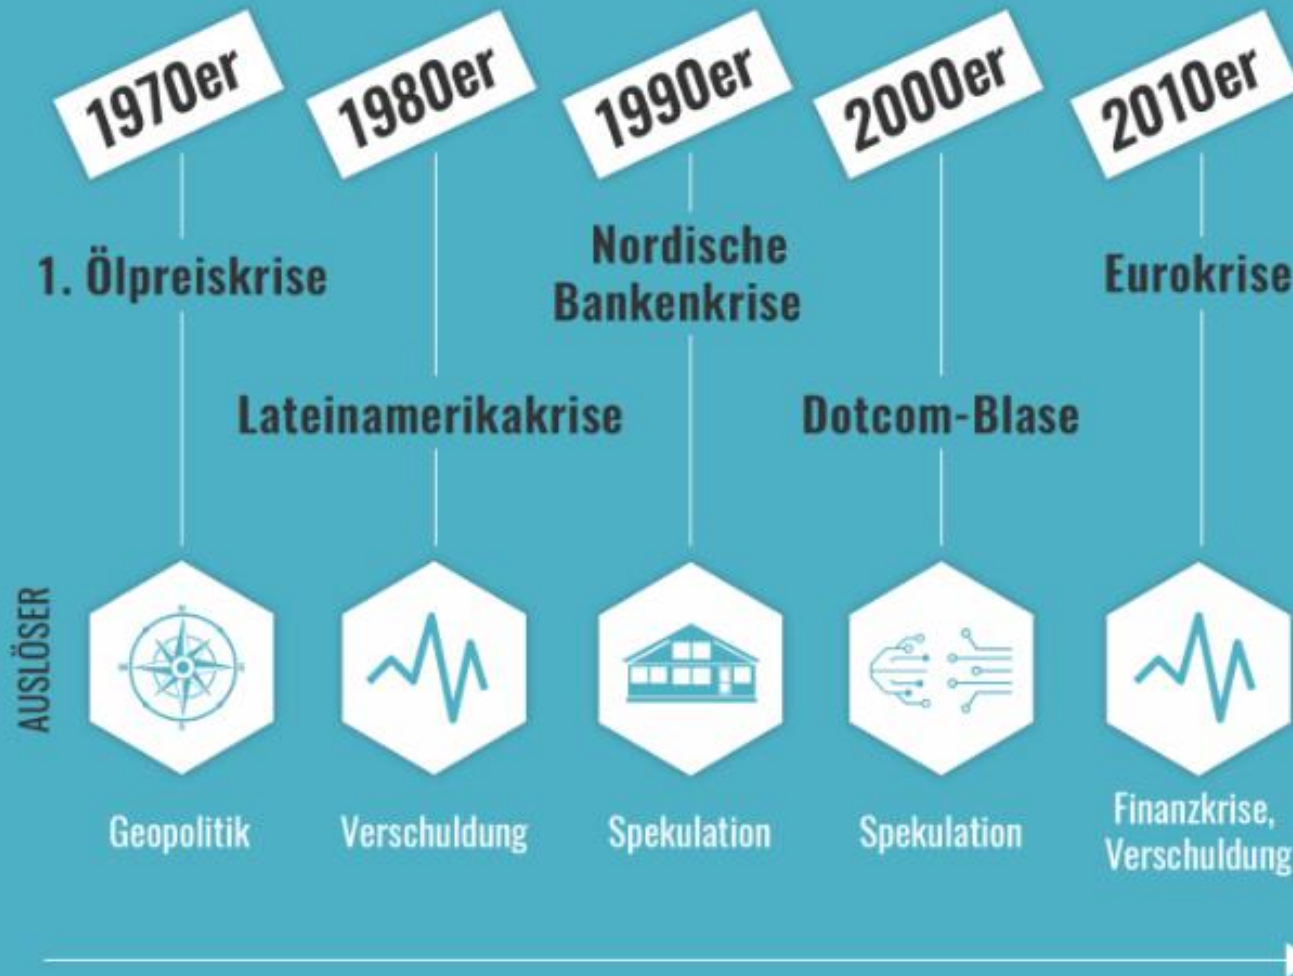 1970er
1980er
1990er
2000er
2010er
1. Ölpreiskrise
Nordische
Bankenkrise
Eurokrise
Lateinamerikakrise
Dotcom-Blase
AUSLÖSER
Geopolitik
Verschuldung
Spekulation
Spekulation
Finanzkrise,
Verschuldung